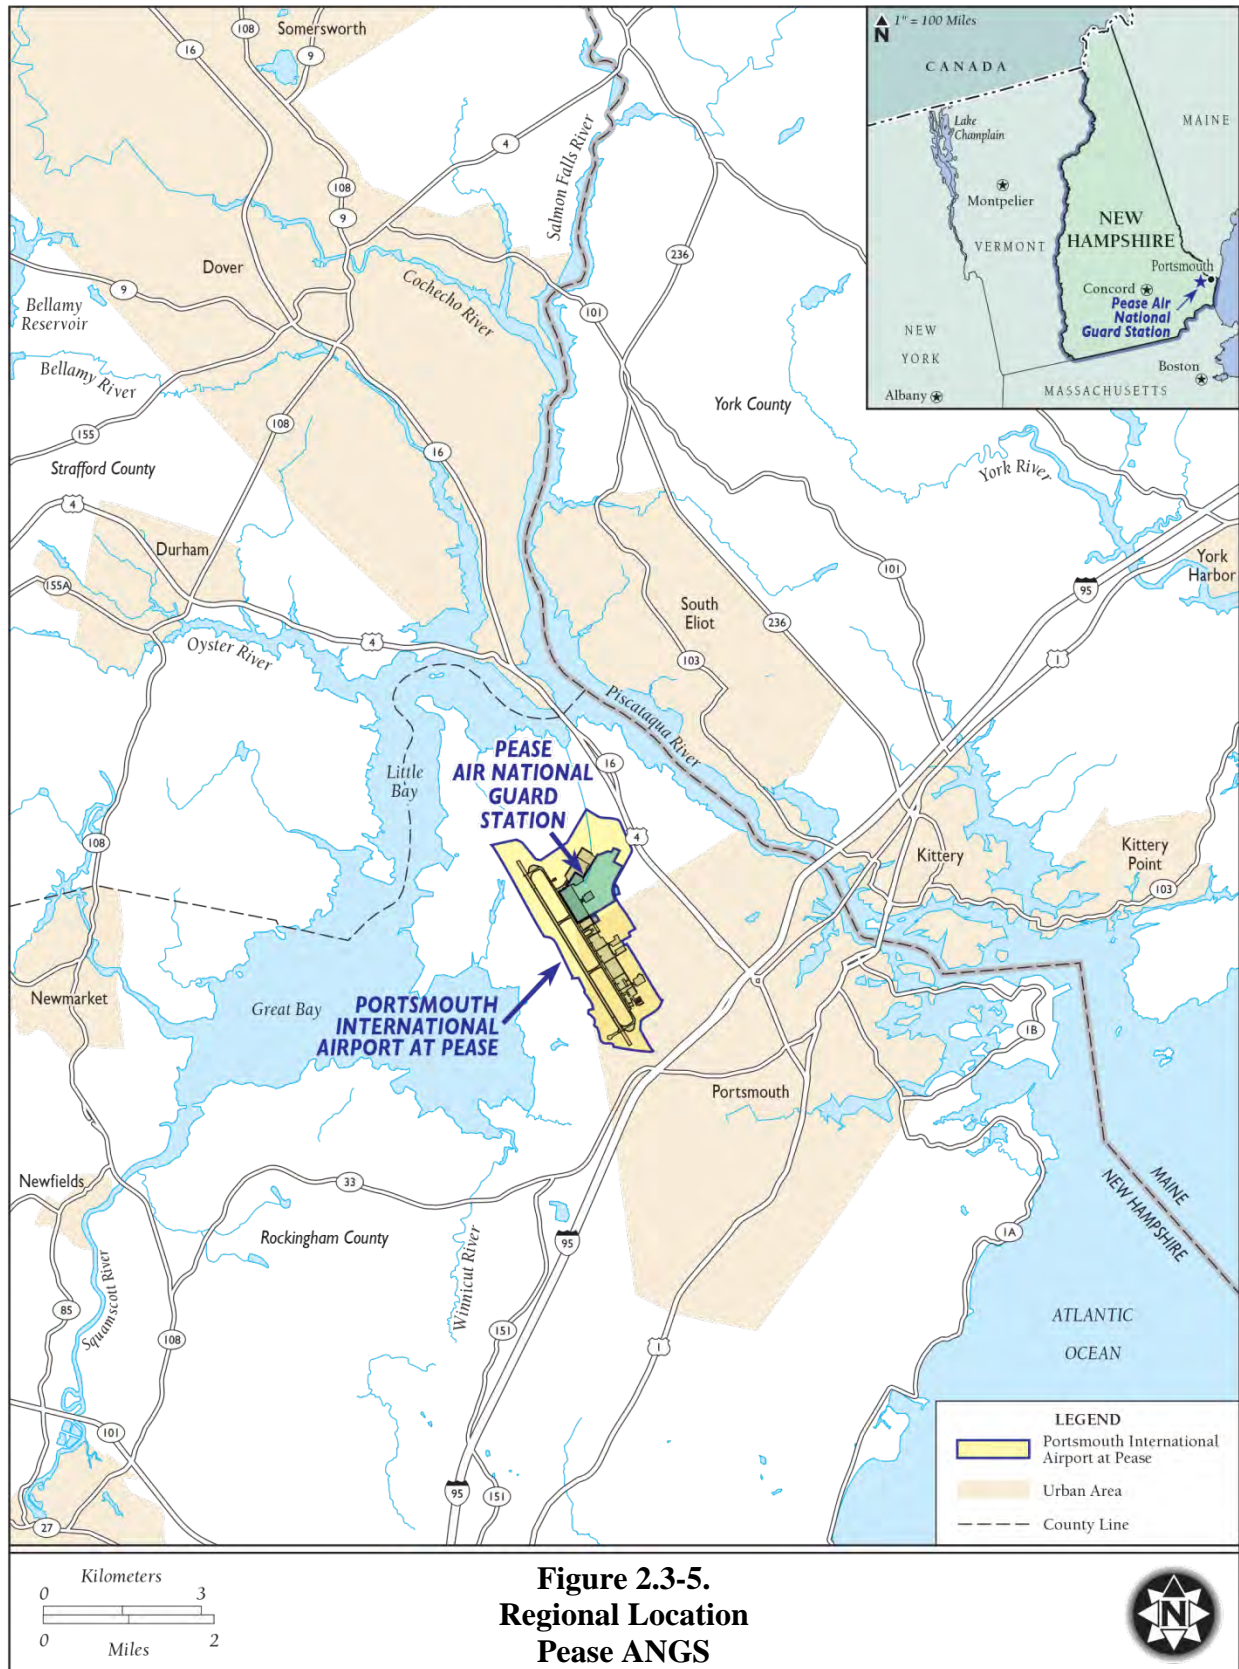 Somersworth
108
16
9
1" = 100 Miles
N
CANADA
Lake
Champlain
MAINE
Montpelier
NEW
HAMPSHIRE
VERMONT
Portsmouth
Concord
Pease Air
National
Guard Station
NEW
YORK
Boston
MASSACHUSETTS
Albany
4
Salmon Falls River
108
9
236
Dover
Cochecho River
9
Bellamy
Reservoir
101
Bellamy River
York County
155
108
16
Strafford County
York River
4
Durham
155A
101
95
York
Harbor
South
Eliot
236
Oyster River
4
103
1
Piscataqua River
PEASE
AIR NATIONAL
GUARD
STATION
16
Little
Bay
4
108
Kittery
Kittery
Point
103
Newmarket
Great Bay
PORTSMOUTH
INTERNATIONAL
AIRPORT AT PEASE
1B
Portsmouth
Newfields
33
MAINE
NEW HAMPSHIRE
Rockingham County
95
1A
Winnicut River
Squamscott River
85
108
151
1
ATLANTIC
OCEAN
101
95
151
27
LEGEND
Portsmouth International
Airport at Pease
Urban Area
County Line
Kilometers
0 3
0 2
Miles
Figure 2.3-5.
Regional Location
Pease ANGS
N